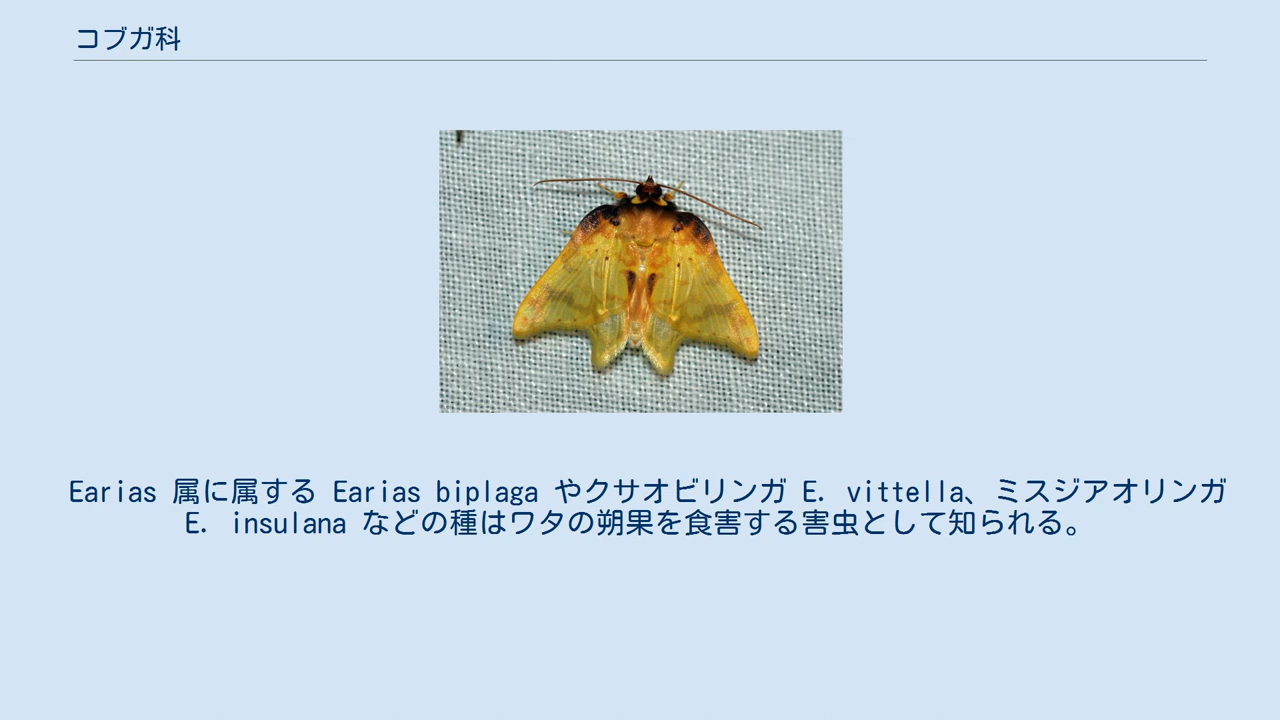 コブガ科
Earias 属に属する Earias biplaga やクサオビリンガ E. vittella、ミスジアオリンガ
E. insulana などの種はワタの朔果を食害する害虫として知られる。